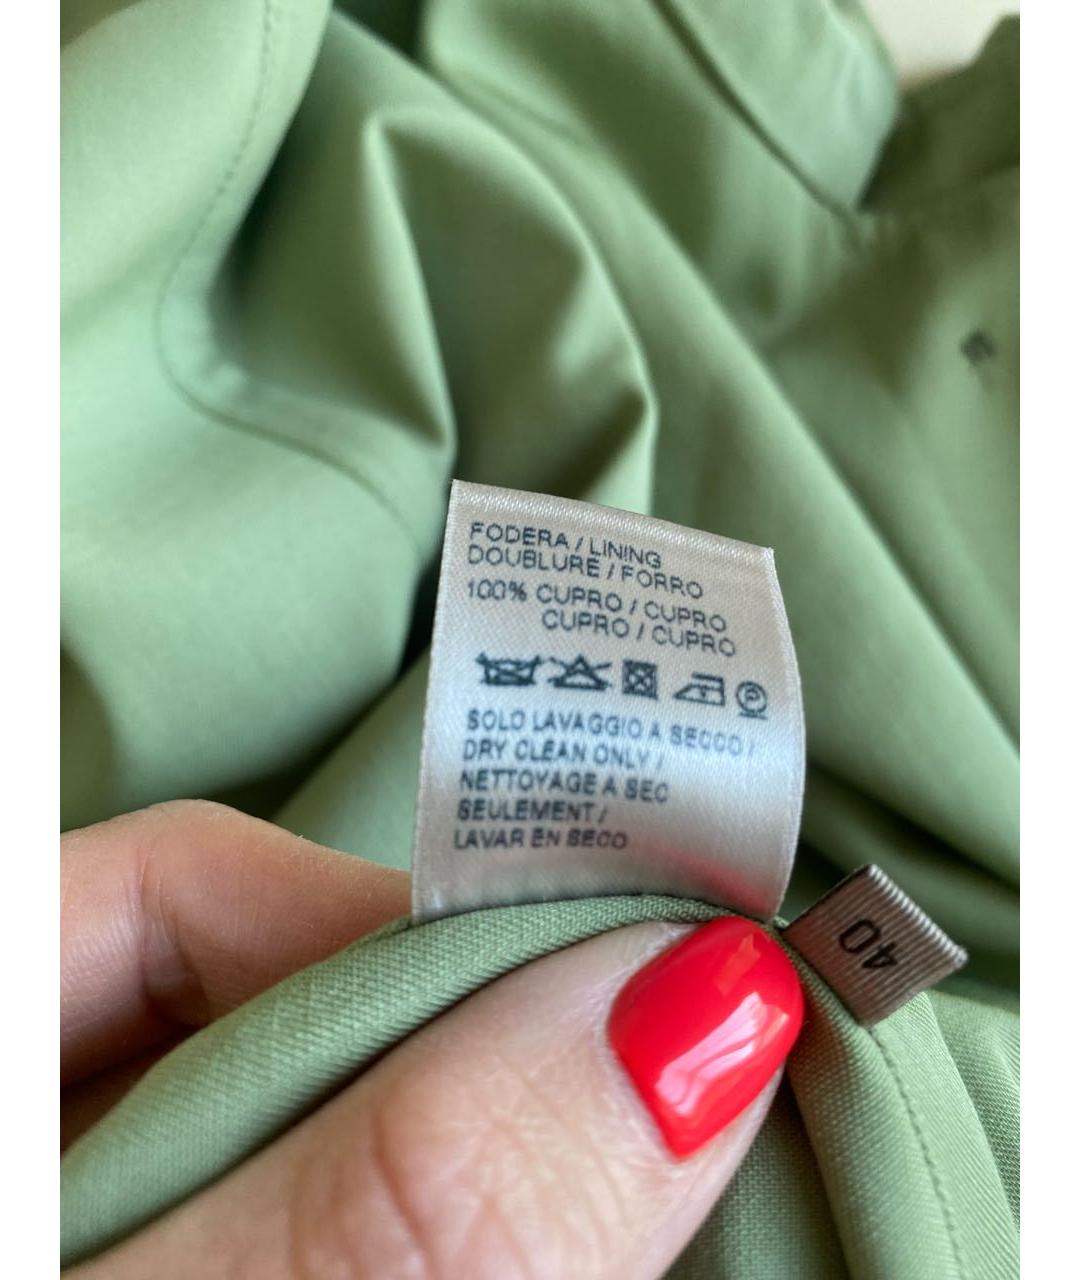 FODERA / LINING
DOUBLURE / FORRO
100% CUPRO / CUPRO
CUPRO / CUPRO
P
SOLO LAVAGGIO A SECCO /
DRY CLEAN ONLY /
NETTOYAGE A SEC
SEULEMENT /
LAVAR EN SECO
40